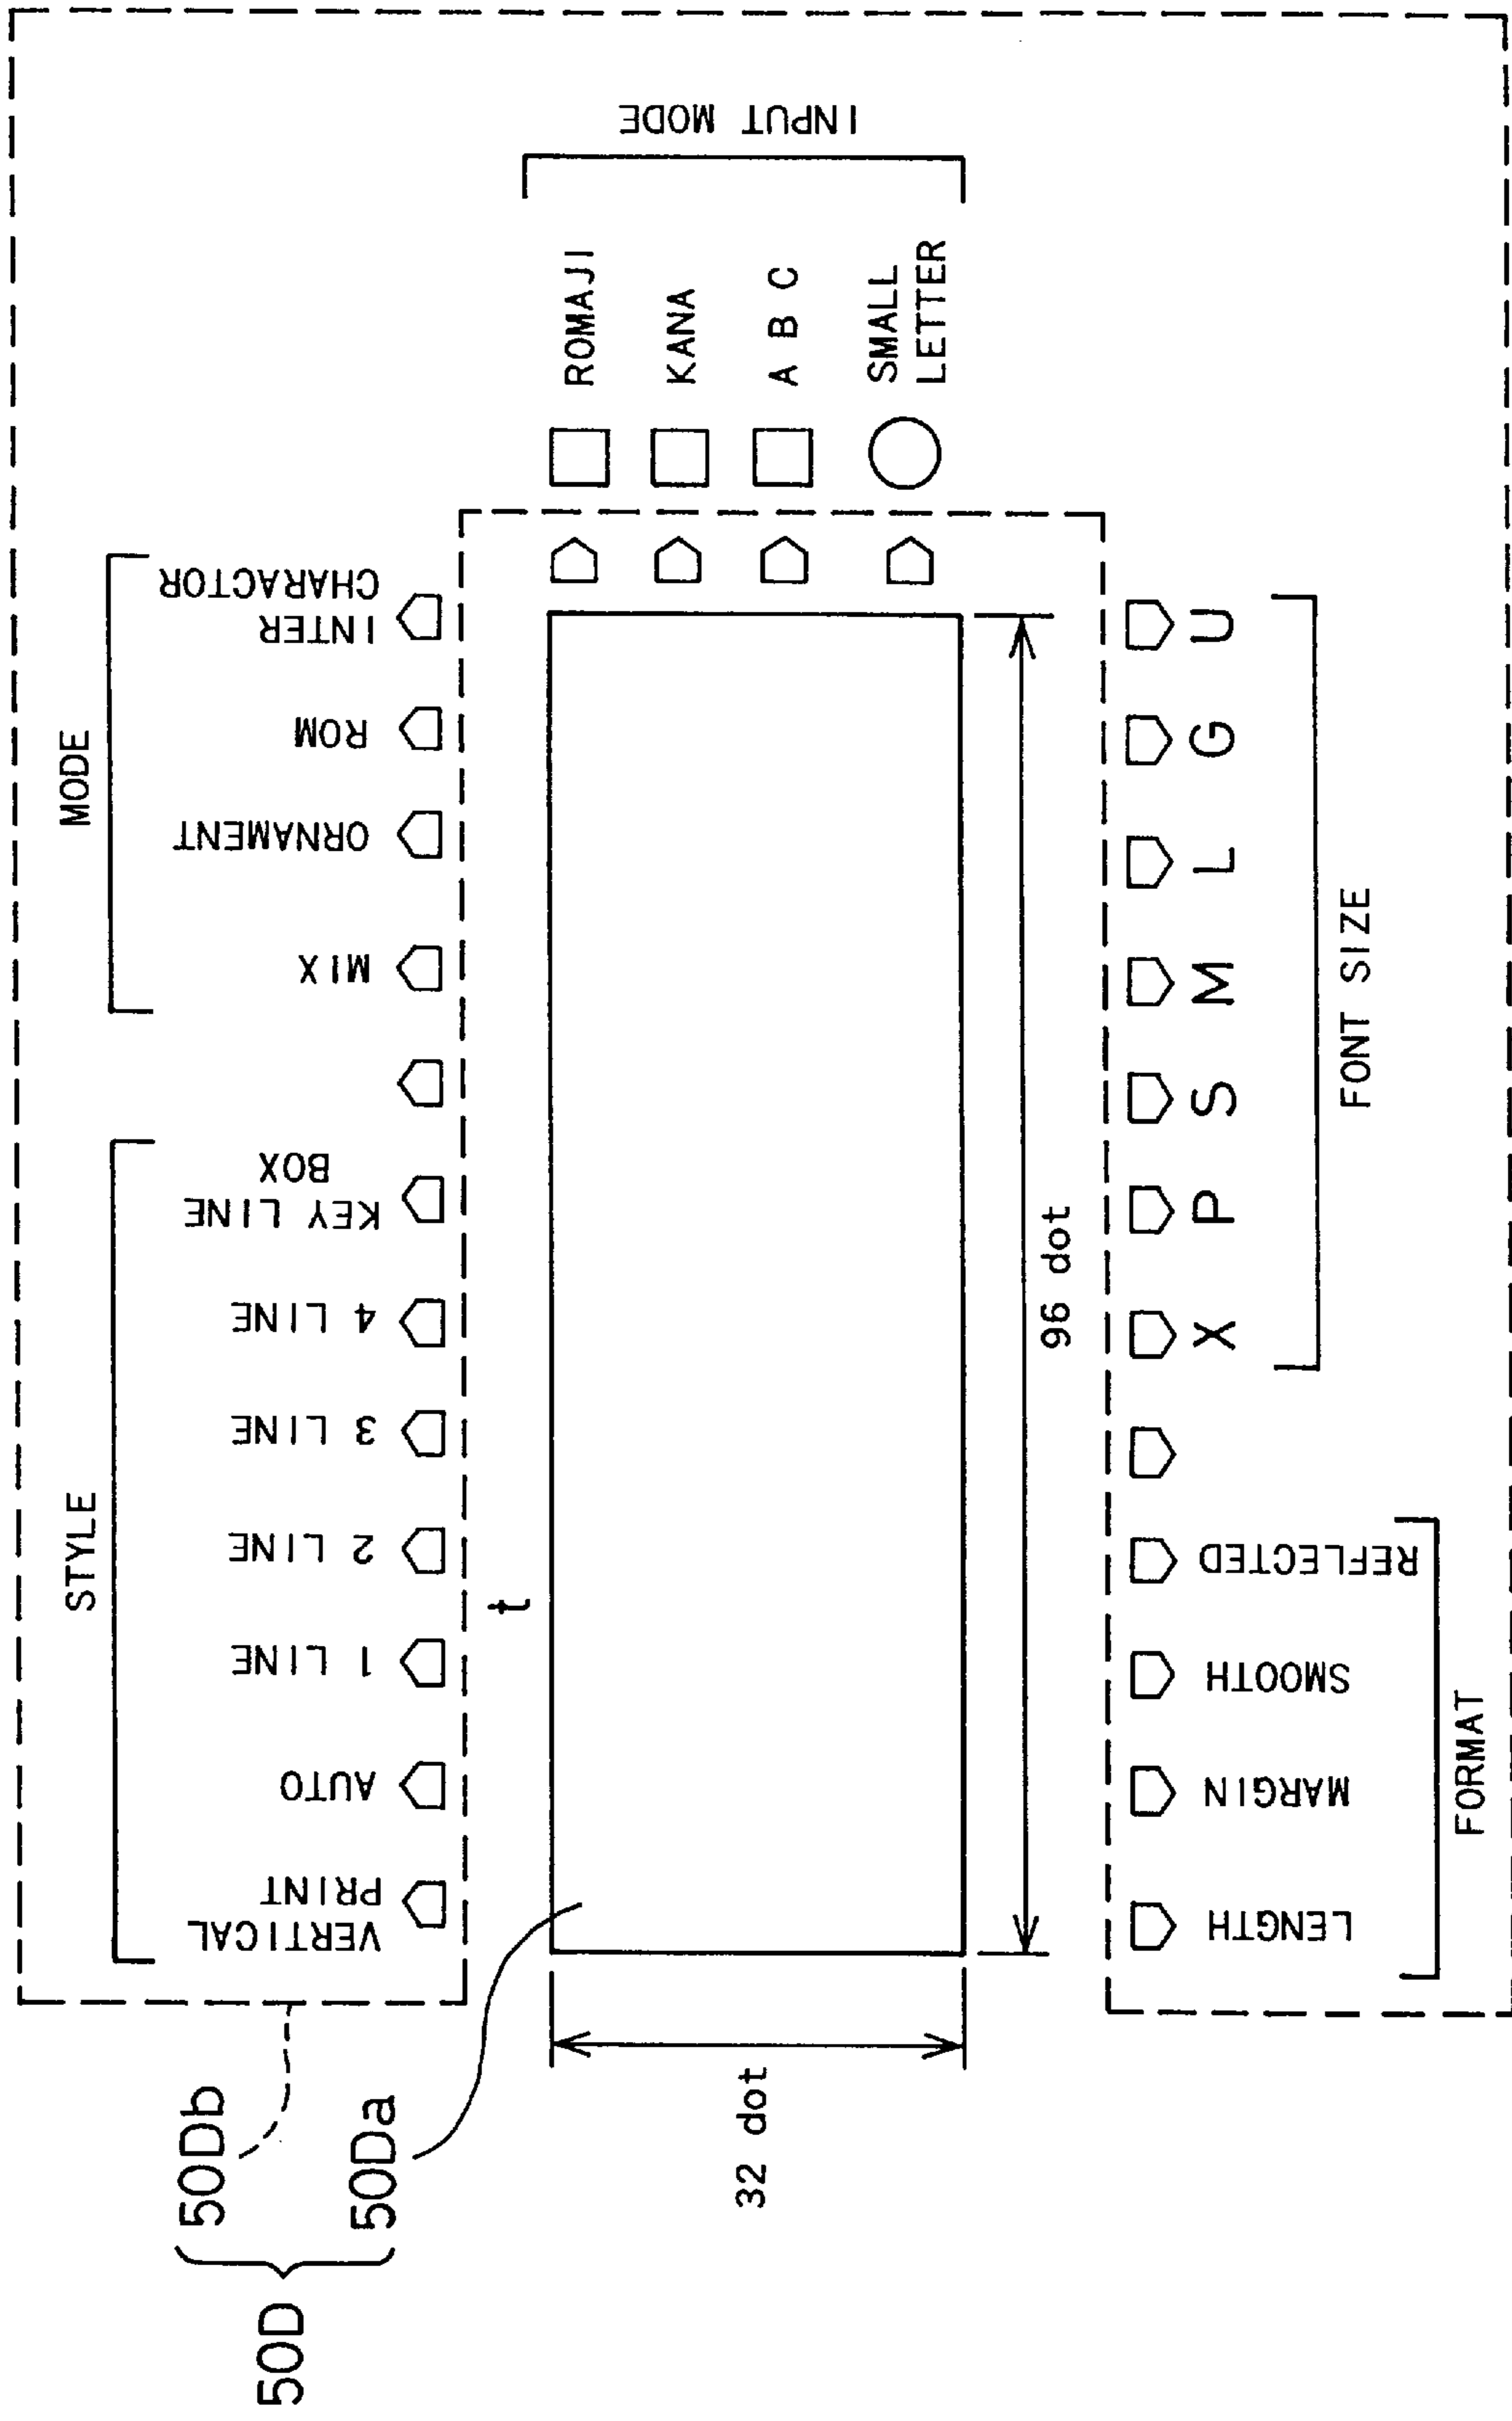 50D
50Db
50Da
STYLE
MODE
VERTICAL
PRINT
AUTO
1 LINE
2 LINE
3 LINE
4 LINE
KEY LINE
BOX
MIX
ORNAMENT
ROM
INTER
CHARACTOR
t
32 dot
96 dot
ROMAJI
KANA
A B C
SMALL
LETTER
INPUT MODE
LENGTH
MARGIN
SMOOTH
REFLECTED
X
P
S
M
L
G
U
FORMAT
FONT SIZE